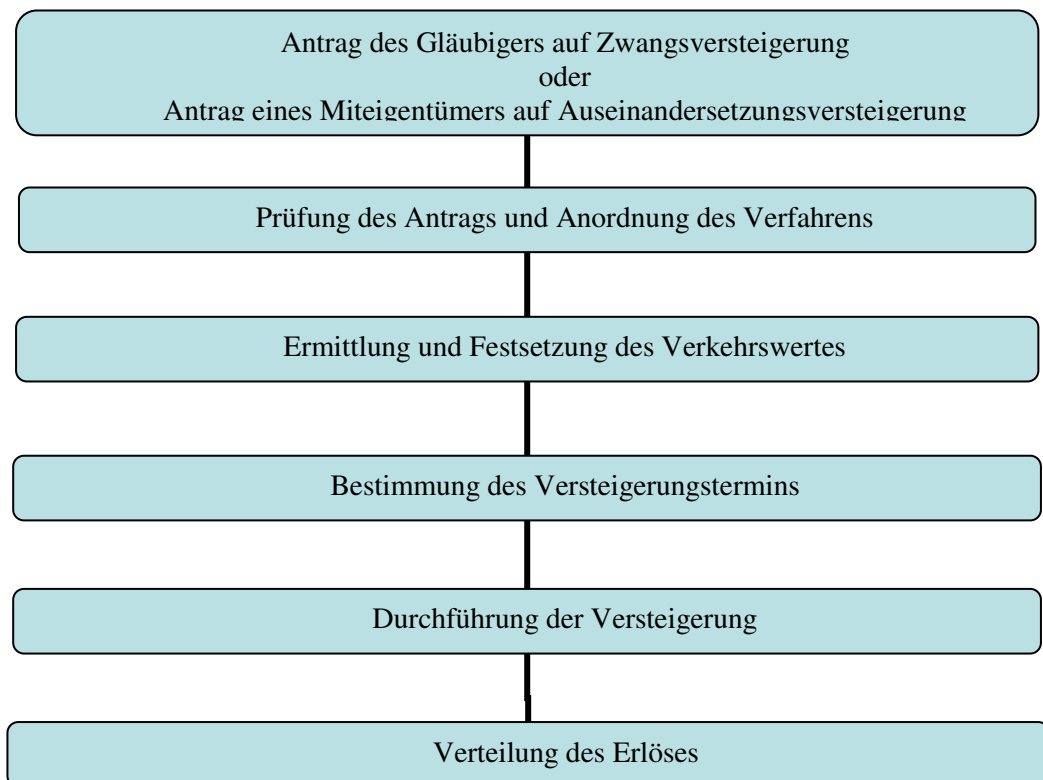 Antrag des Gläubigers auf Zwangsversteigerung
oder
Antrag eines Miteigentümers auf Auseinandersetzungsversteigerung
Prüfung des Antrags und Anordnung des Verfahrens
Ermittlung und Festsetzung des Verkehrswertes
Bestimmung des Versteigerungstermins
Durchführung der Versteigerung
Verteilung des Erlöses